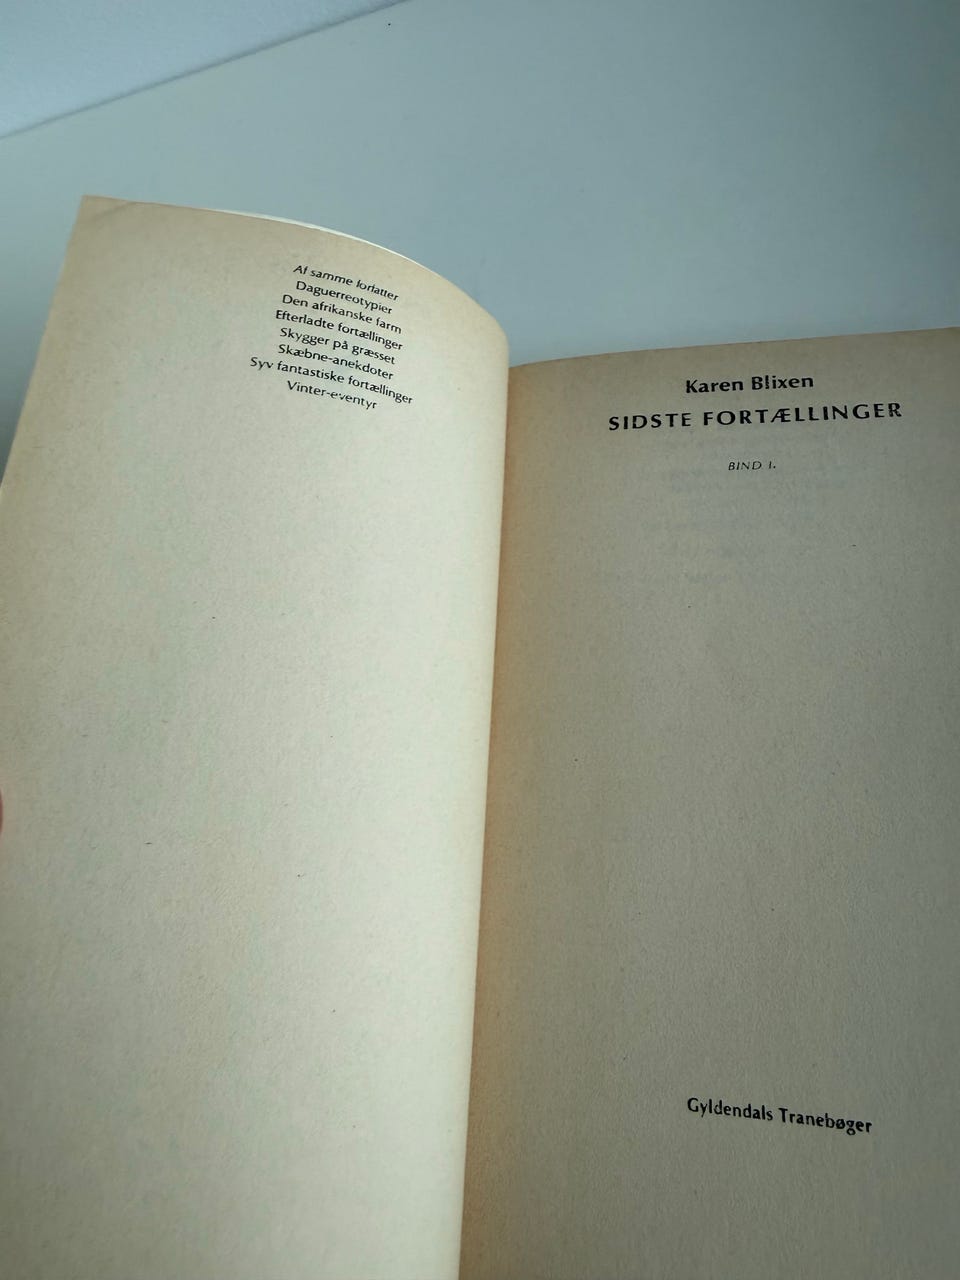 Af samme forfatter
Daguerreotypier
Den afrikanske farm
Efterladte fortællinger
Skygger på græsset
Skæbne-anekdoter
Syv fantastiske fortællinger
Vinter-eventyr
Karen Blixen
SIDSTE FORTÆLLINGER
BIND I.
Gyldendals Tranebøger